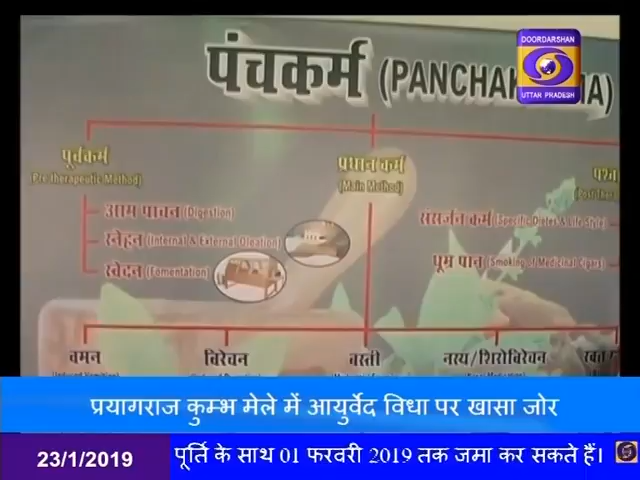 DOORDARSHAN
UTTAR PRADESH
पंचकर्म
पूर्वकर्म
(Pre-therapeutic Method)
प्रधान कर्म
(Main Method)
आम पाचन (Digestion)
स्नेहन (Internal & External Oleation)
स्वेदन (Fomentation)
संसर्जन कर्म (Specific Dietes & Life Style)
धूम्र पान (Smoking of Medicinal Cigars)
वमन
विरेचन
वस्ती
नस्य/शिरोविरेचन
प्रयागराज कुम्भ मेले में आयुर्वेद विधा पर खासा जोर
23/1/2019
पूर्ति के साथ 01 फरवरी 2019 तक जमा कर सकते हैं।